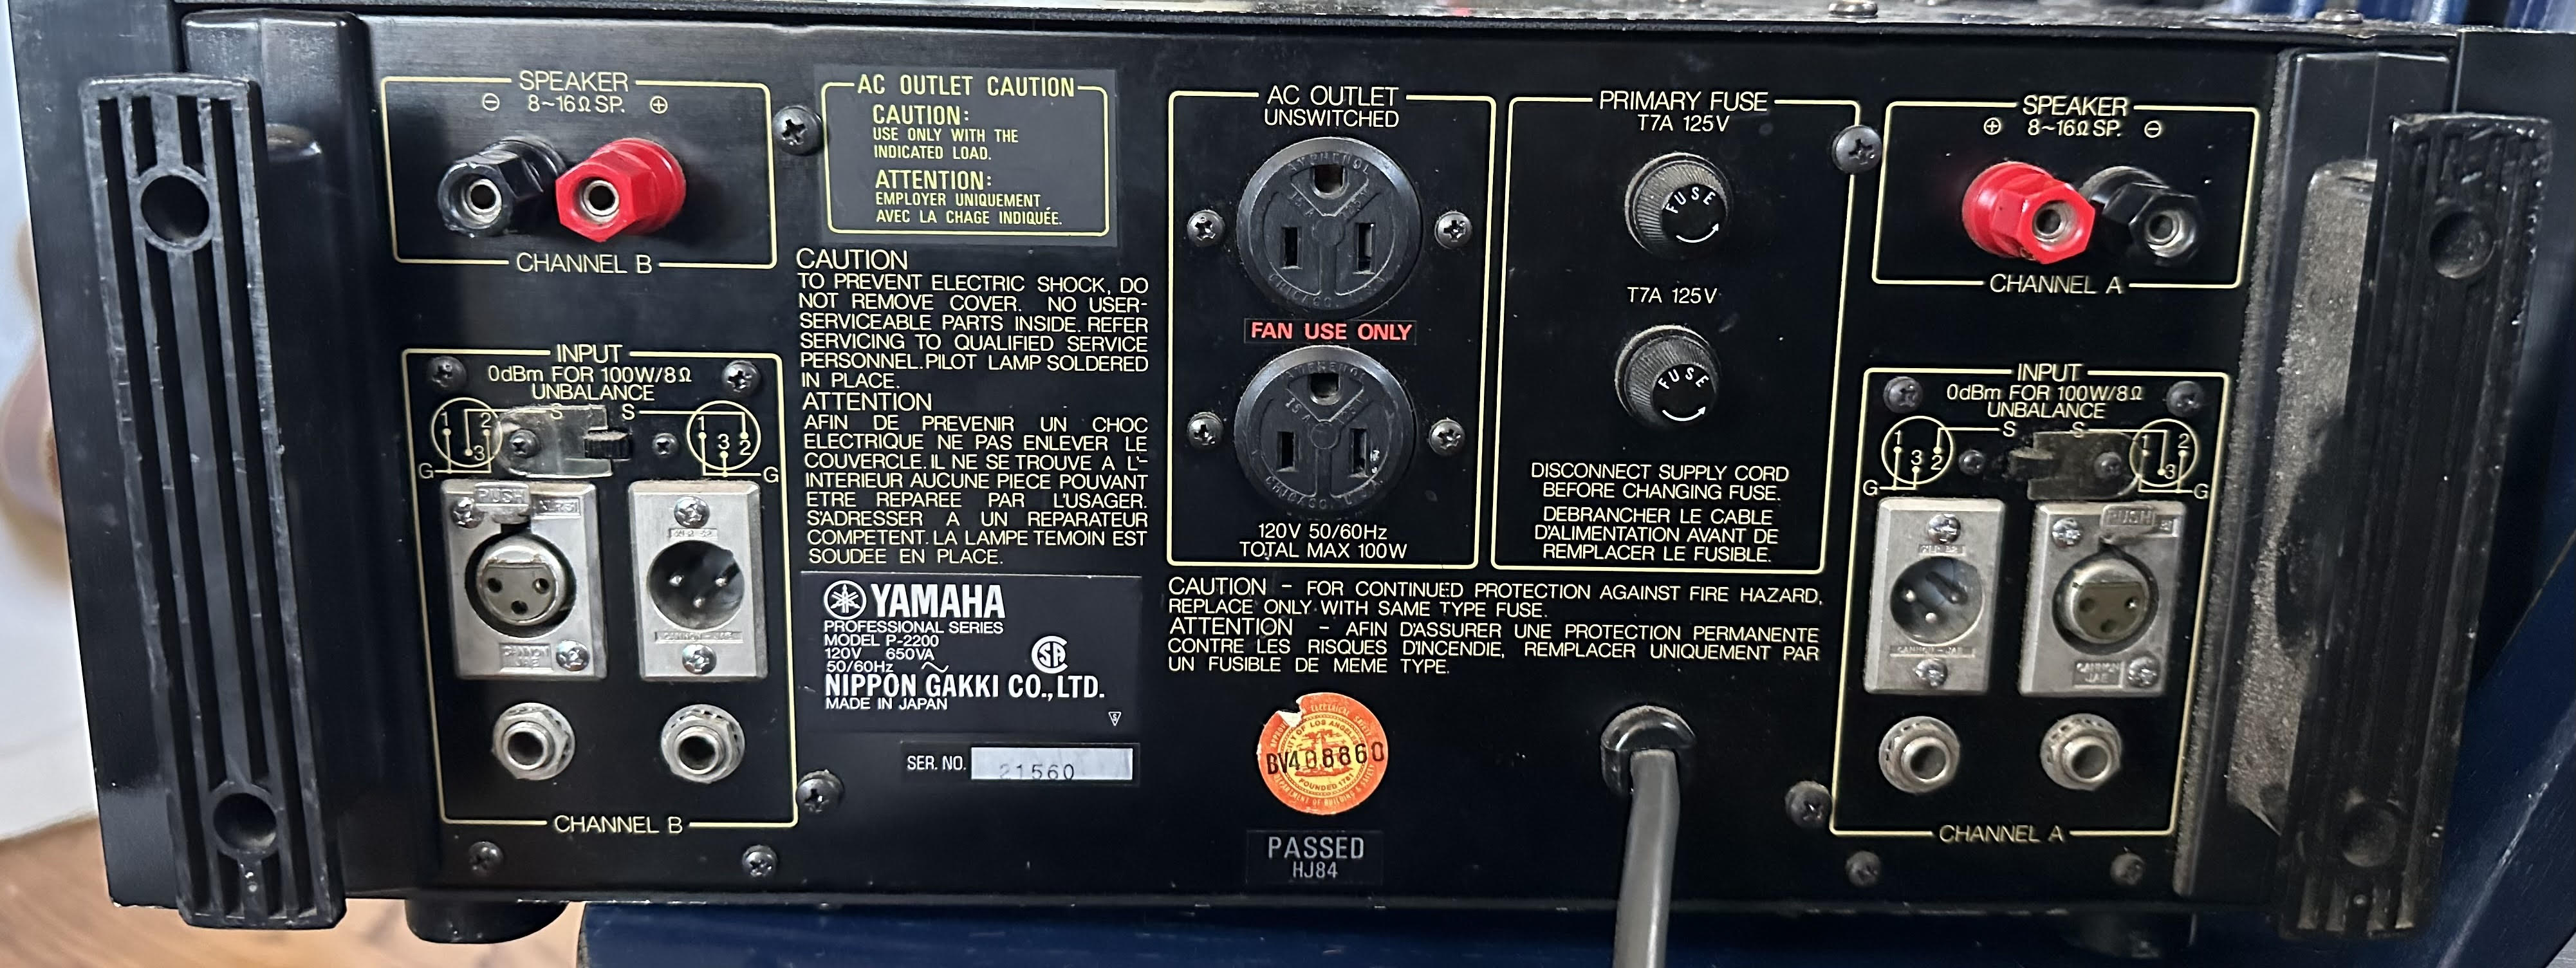 SPEAKER
⊖ 8~16Ω SP. ⊕
CHANNEL B
INPUT
0dBm FOR 100W/8Ω
UNBALANCE
S S
1 2 3
1 3 2
G G
PUSH
CHANNEL B
AC OUTLET CAUTION
CAUTION:
USE ONLY WITH THE
INDICATED LOAD.
ATTENTION:
EMPLOYER UNIQUEMENT
AVEC LA CHAGE INDIQUÉE.
CAUTION
TO PREVENT ELECTRIC SHOCK, DO
NOT REMOVE COVER. NO USER-
SERVICEABLE PARTS INSIDE. REFER
SERVICING TO QUALIFIED SERVICE
PERSONNEL. PILOT LAMP SOLDERED
IN PLACE.
ATTENTION
AFIN DE PREVENIR UN CHOC
ELECTRIQUE NE PAS ENLEVER LE
COUVERCLE. IL NE SE TROUVE A L'-
INTERIEUR AUCUNE PIECE POUVANT
ETRE REPAREE PAR L'USAGER.
S'ADRESSER A UN REPARATEUR
COMPETENT. LA LAMPE TEMOIN EST
SOUDEE EN PLACE.
YAMAHA
PROFESSIONAL SERIES
MODEL P-2200
120V 650VA
50/60Hz ~
SA
NIPPON GAKKI CO., LTD.
MADE IN JAPAN
SER. NO. 21560
AC OUTLET
UNSWITCHED
AMPHENOL
FAN USE ONLY
15A
120V 50/60Hz
TOTAL MAX 100W
PRIMARY FUSE
T7A 125V
FUSE
T7A 125V
FUSE
DISCONNECT SUPPLY CORD
BEFORE CHANGING FUSE.
DEBRANCHER LE CABLE
D'ALIMENTATION AVANT DE
REMPLACER LE FUSIBLE.
CAUTION – FOR CONTINUED PROTECTION AGAINST FIRE HAZARD,
REPLACE ONLY WITH SAME TYPE FUSE.
ATTENTION – AFIN D'ASSURER UNE PROTECTION PERMANENTE
CONTRE LES RISQUES D'INCENDIE, REMPLACER UNIQUEMENT PAR
UN FUSIBLE DE MEME TYPE.
CITY OF LOS ANGELES
BV408860
FOUNDED 1781
PASSED
HJ84
SPEAKER
⊕ 8~16Ω SP. ⊖
CHANNEL A
INPUT
0dBm FOR 100W/8Ω
UNBALANCE
S S
1 3 2
1 2 3
G G
PUSH
CHANNEL A